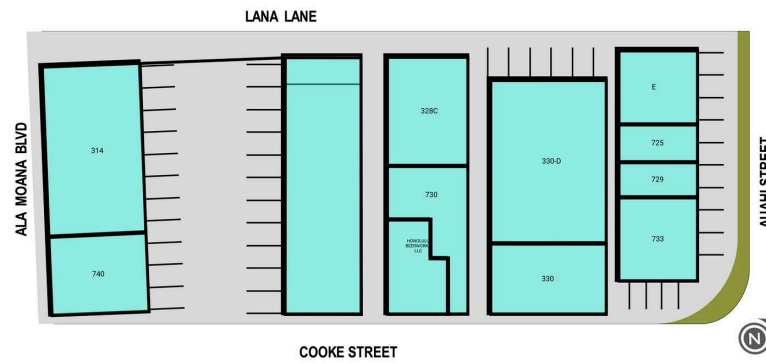 LANA LANE
ALA MOANA BLVD
314
740
328C
730
HONOLULU
BEERWORKS
LLC
330-D
330
E
725
729
733
AUAHI STREET
COOKE STREET
N